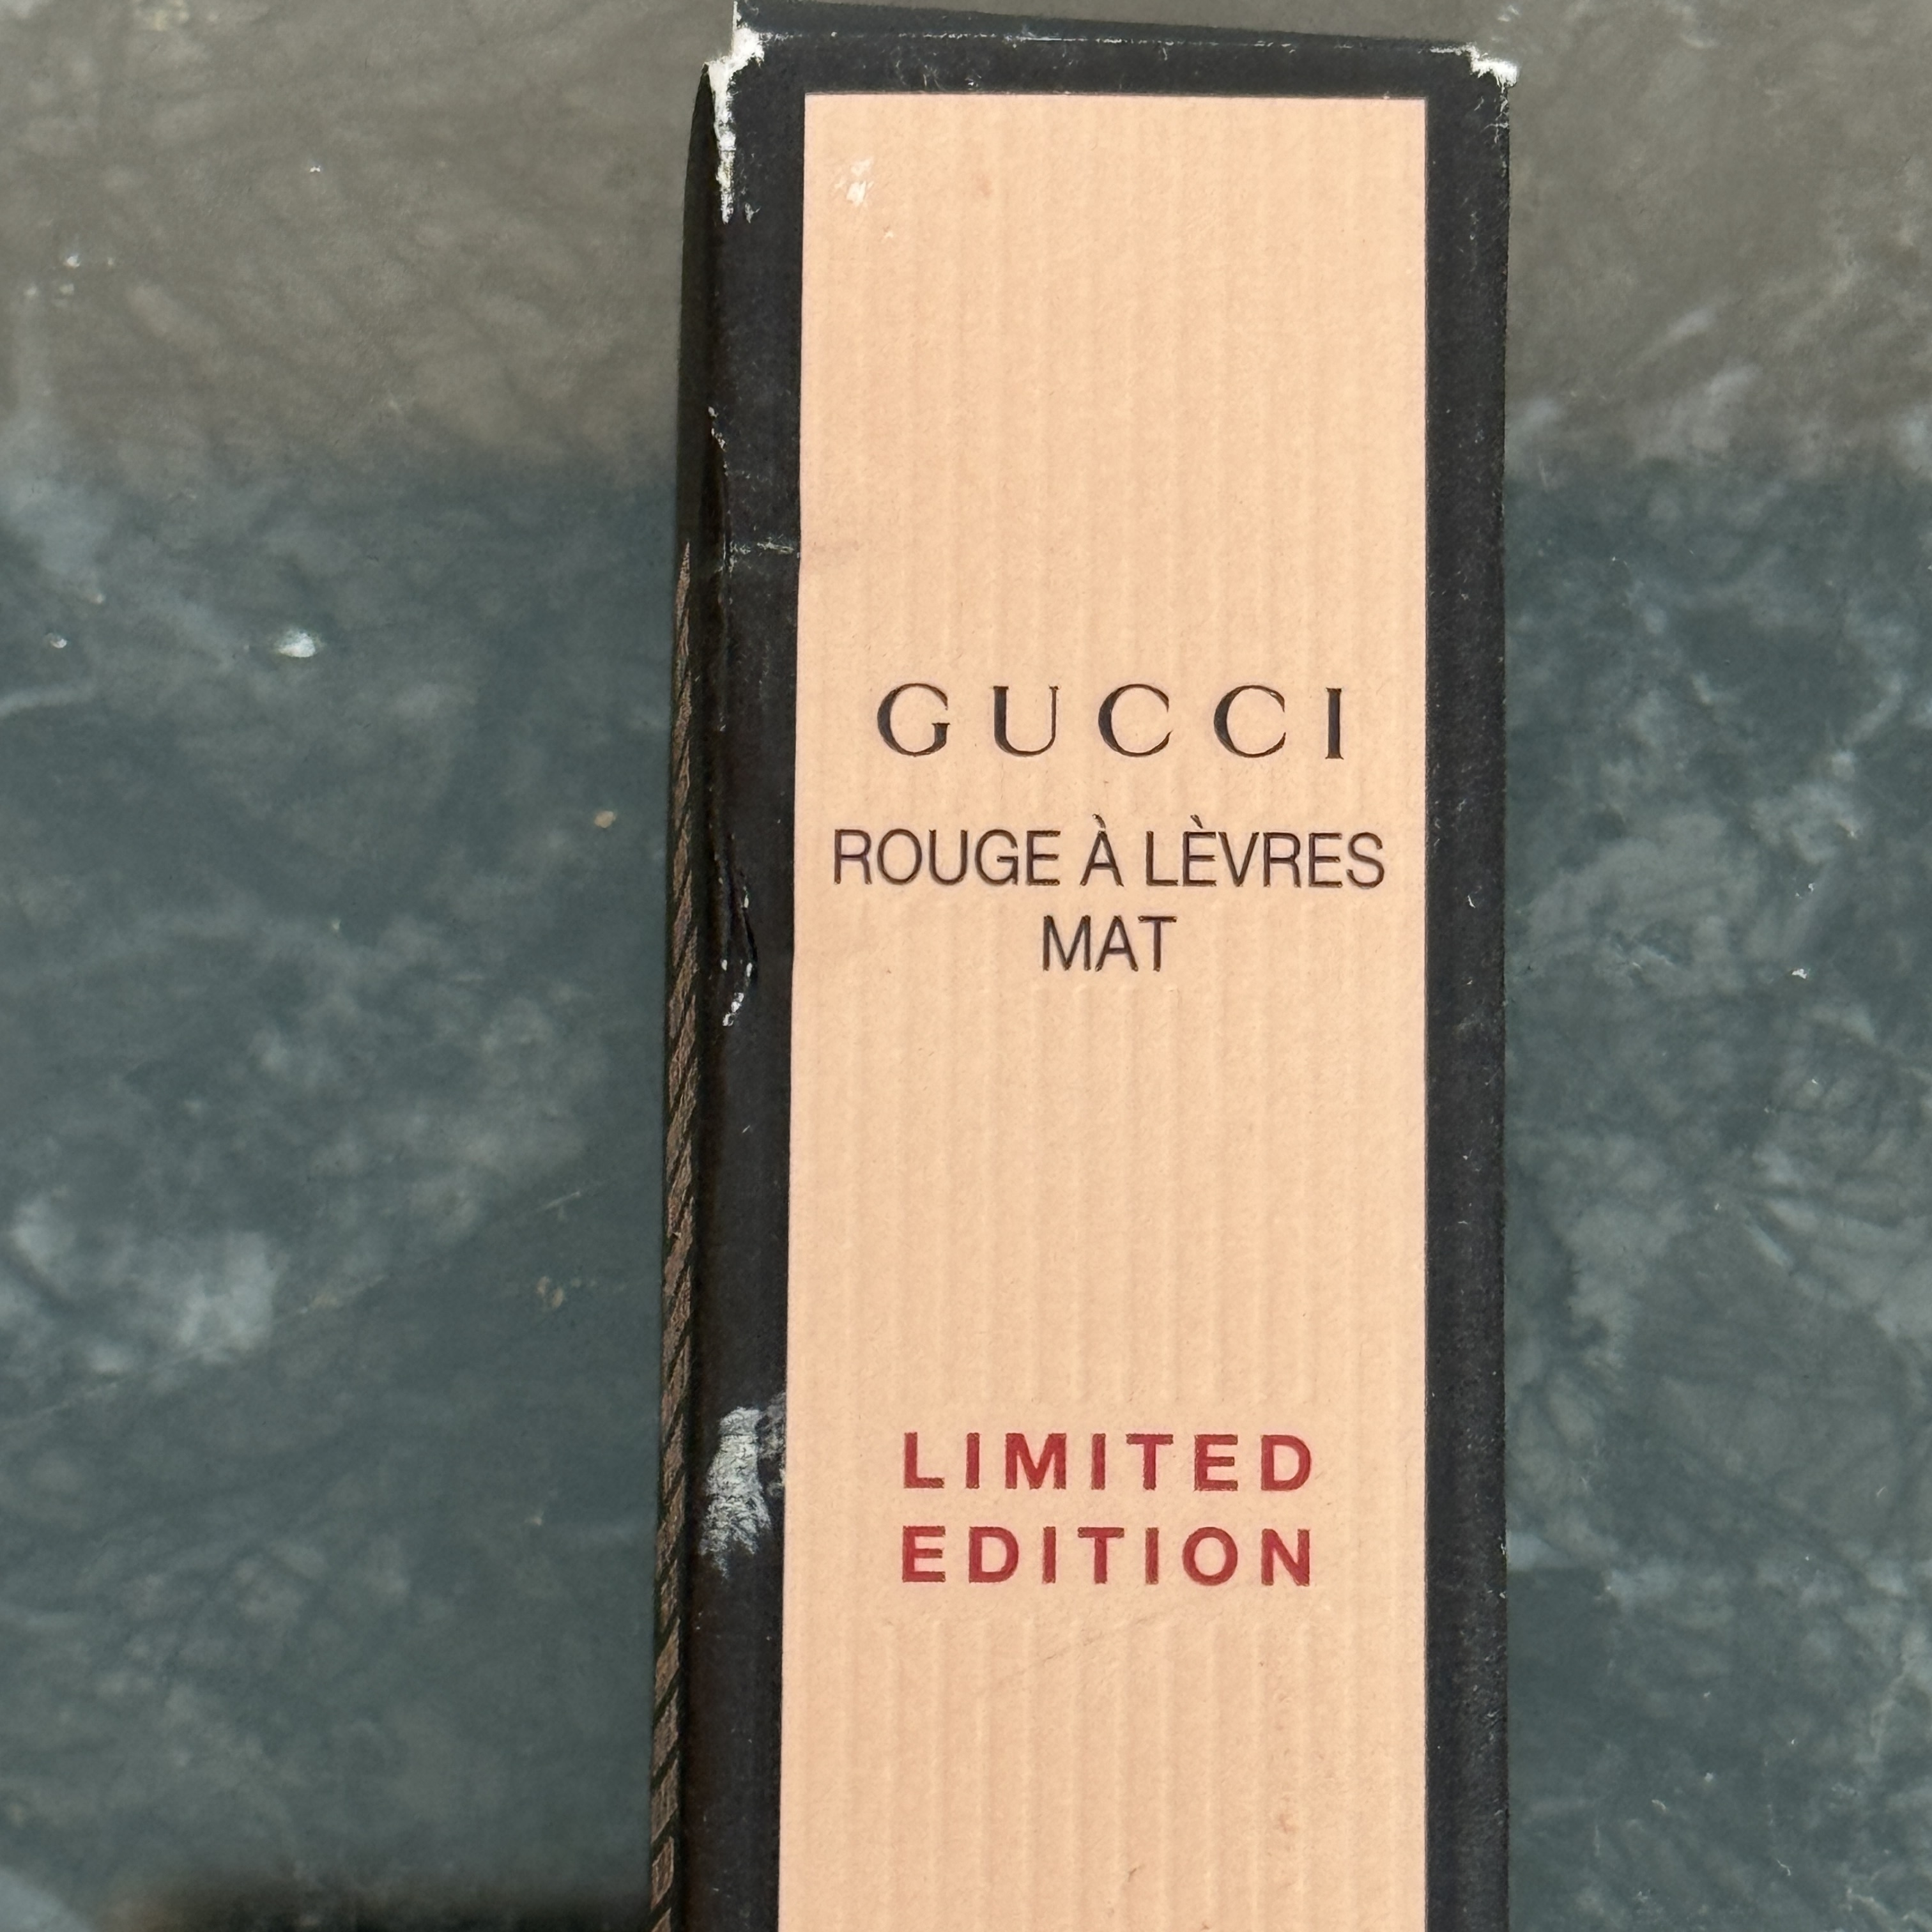 GUCCI
ROUGE À LÈVRES
MAT
LIMITED
EDITION